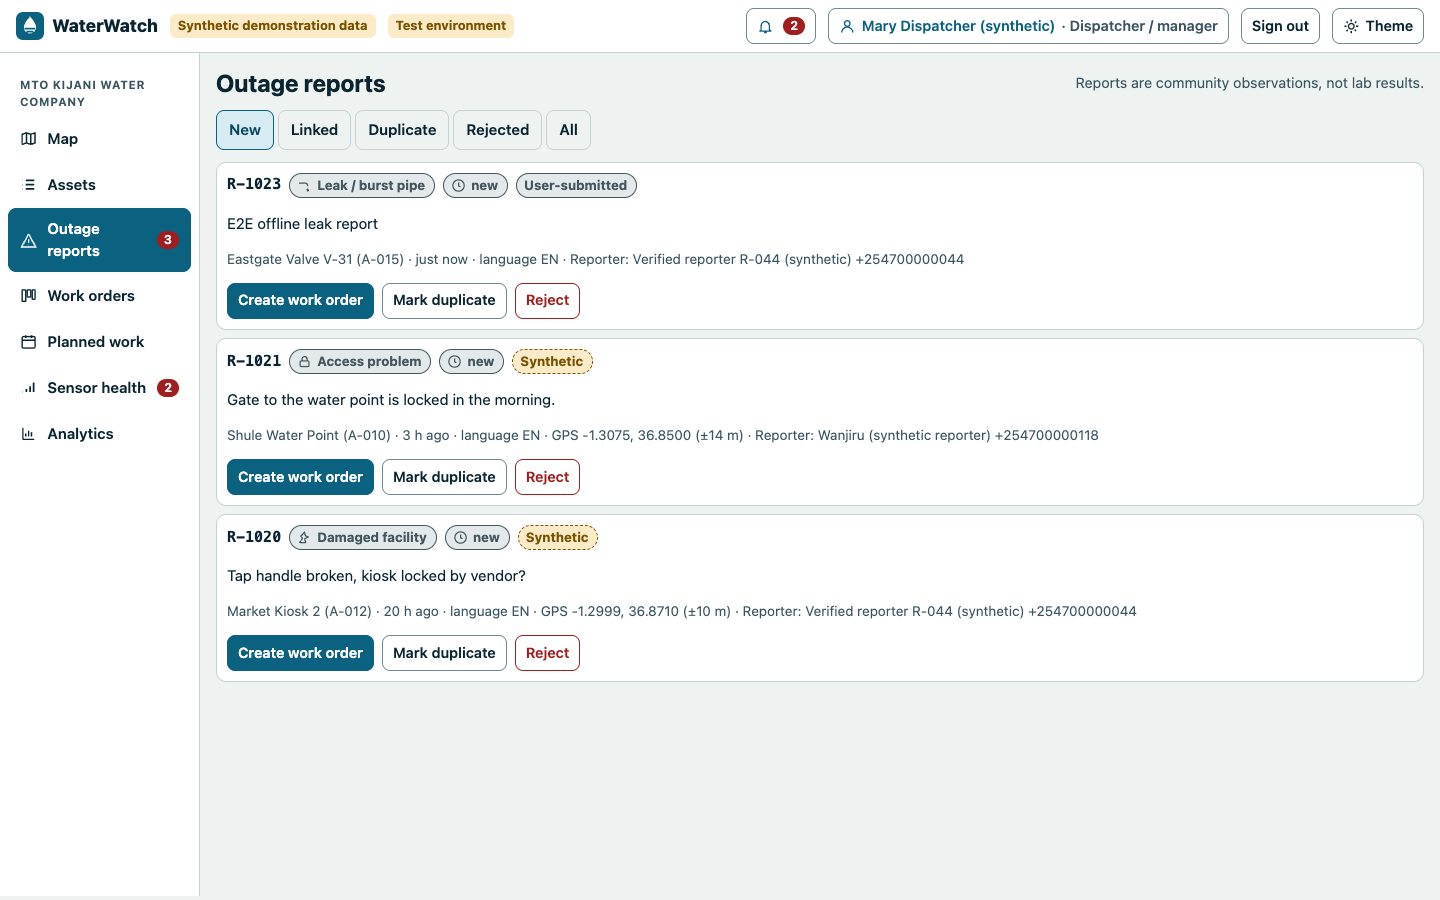 WaterWatch
Synthetic demonstration data
Test environment
2
Mary Dispatcher (synthetic) · Dispatcher / manager
Sign out
Theme
MTO KIJANI WATER
COMPANY
Map
Assets
Outage
reports
3
Work orders
Planned work
Sensor health
2
Analytics
Outage reports
Reports are community observations, not lab results.
New
Linked
Duplicate
Rejected
All
R-1023
Leak / burst pipe
new
User-submitted
E2E offline leak report
Eastgate Valve V-31 (A-015) · just now · language EN · Reporter: Verified reporter R-044 (synthetic) +254700000044
Create work order
Mark duplicate
Reject
R-1021
Access problem
new
Synthetic
Gate to the water point is locked in the morning.
Shule Water Point (A-010) · 3 h ago · language EN · GPS -1.3075, 36.8500 (±14 m) · Reporter: Wanjiru (synthetic reporter) +254700000118
Create work order
Mark duplicate
Reject
R-1020
Damaged facility
new
Synthetic
Tap handle broken, kiosk locked by vendor?
Market Kiosk 2 (A-012) · 20 h ago · language EN · GPS -1.2999, 36.8710 (±10 m) · Reporter: Verified reporter R-044 (synthetic) +254700000044
Create work order
Mark duplicate
Reject